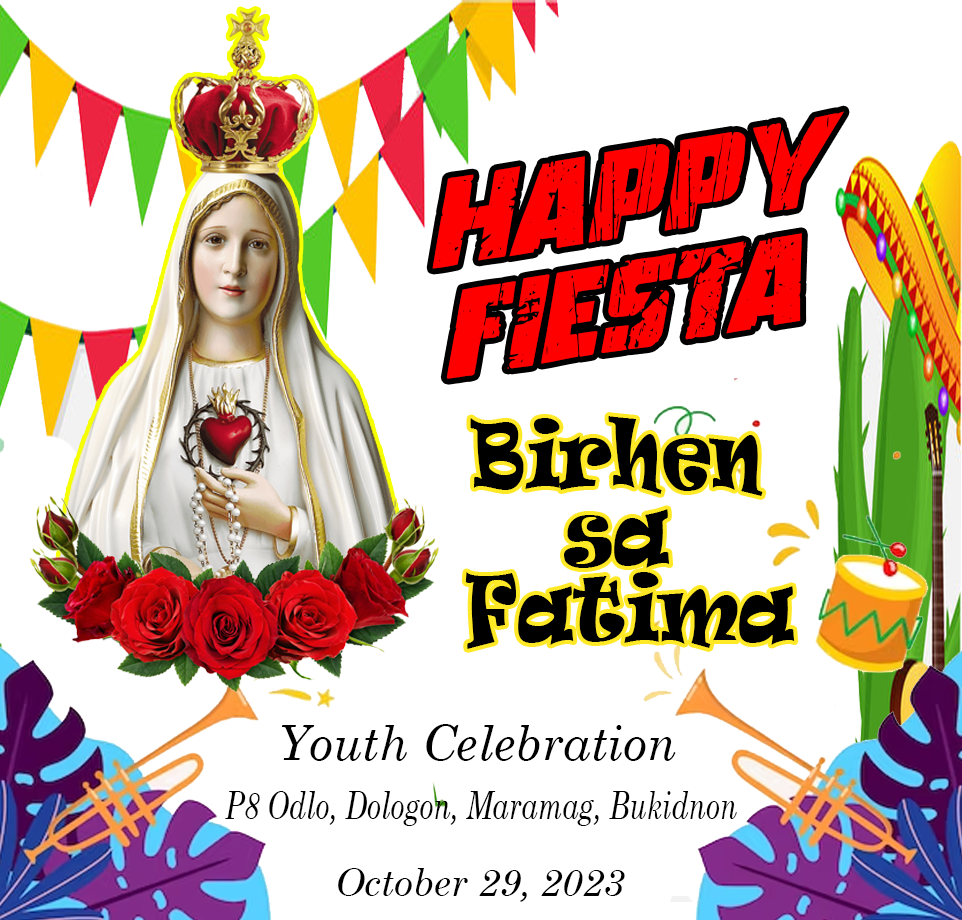 HAPPY
FIESTA
Birhen
sa
Fatima
Youth Celebration
P8 Odlo, Dologon, Maramag, Bukidnon
October 29, 2023